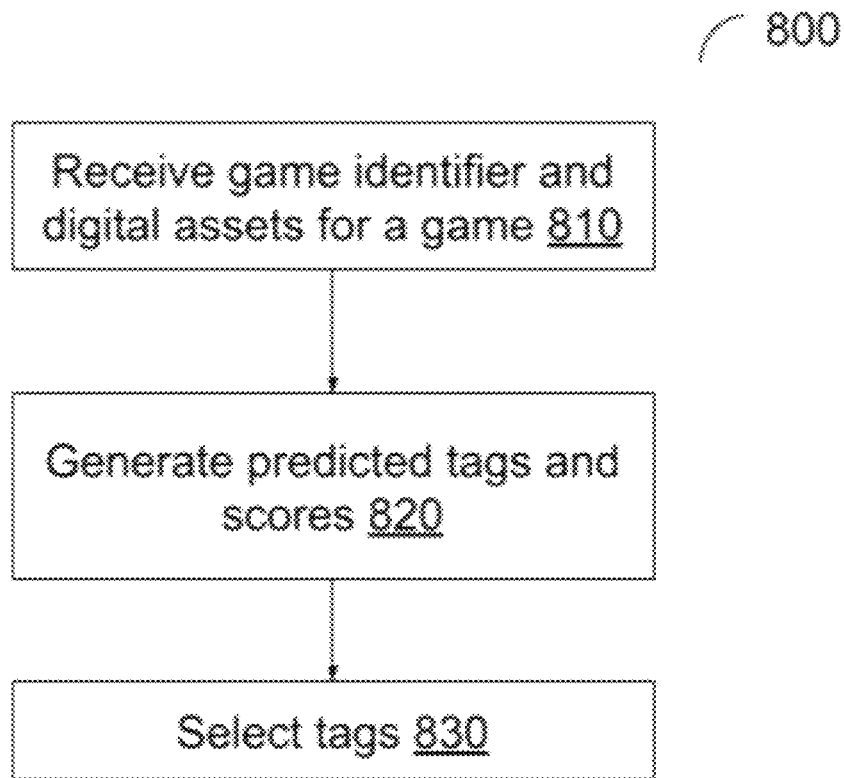 800
Receive game identifier and
digital assets for a game 810
Generate predicted tags and
scores 820
Select tags 830